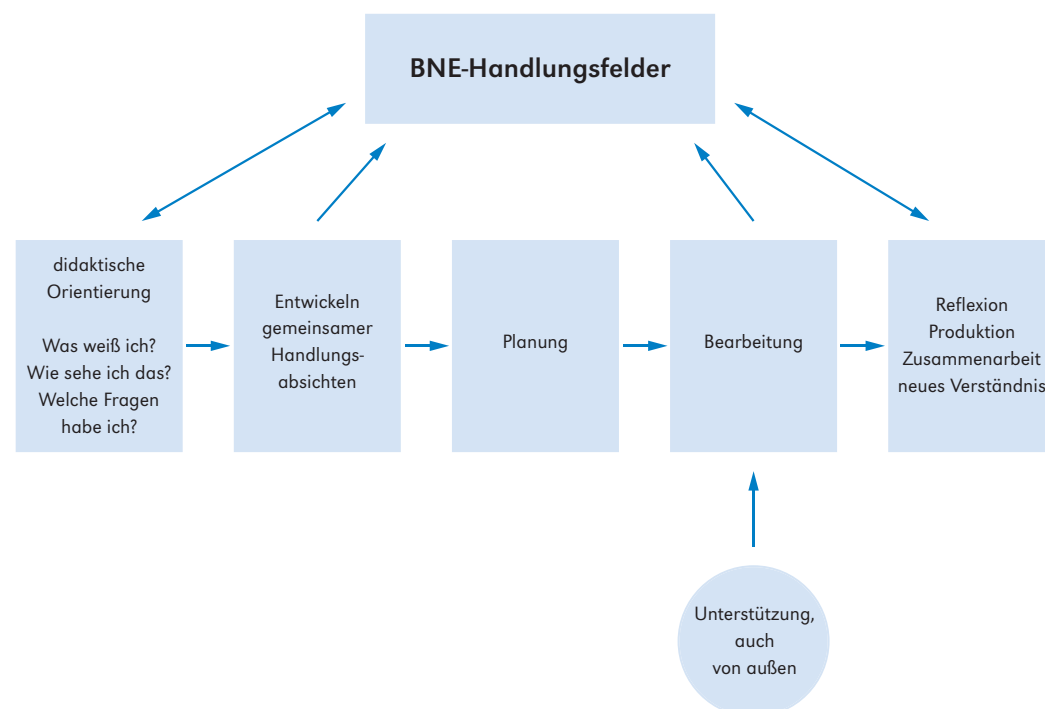 BNE-Handlungsfelder
didaktische
Orientierung
Was weiß ich?
Wie sehe ich das?
Welche Fragen
habe ich?
Entwickeln
gemeinsamer
Handlungs-
absichten
Planung
Bearbeitung
Reflexion
Produktion
Zusammenarbeit
neues Verständnis
Unterstützung,
auch
von außen